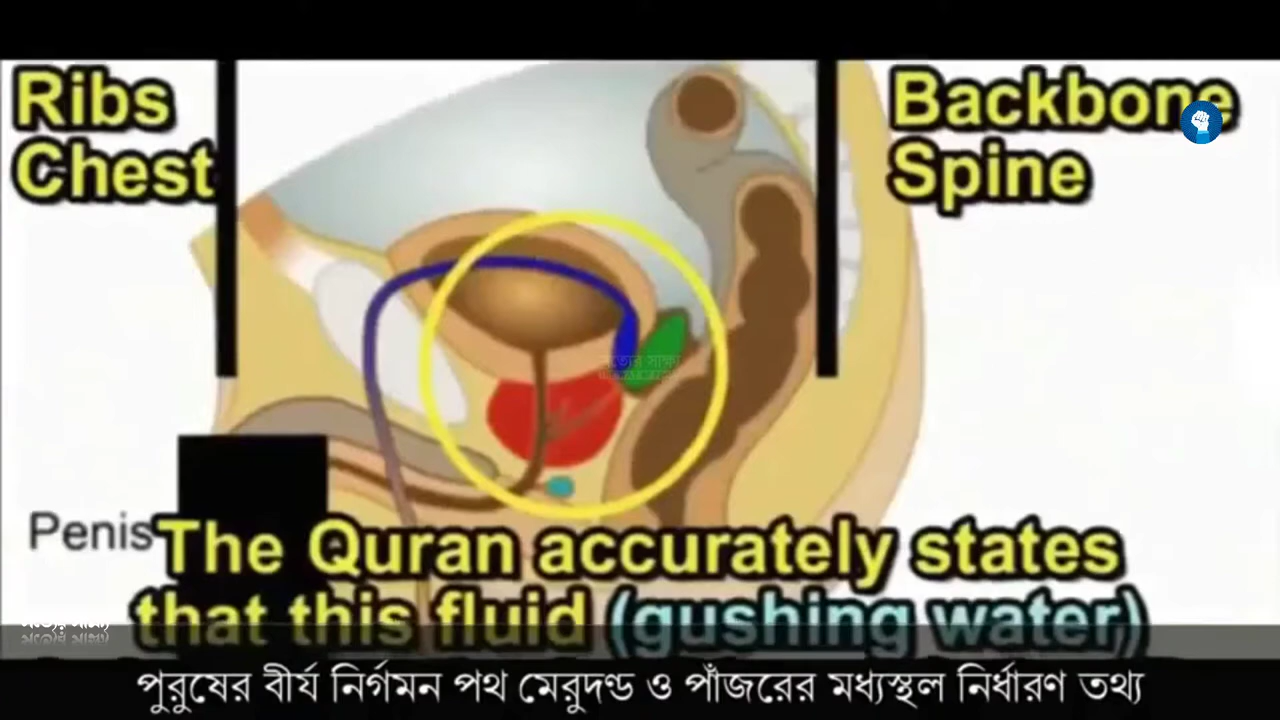 Ribs
Chest
Backbone
Spine
Penis
The Quran accurately states
that this fluid (gushing water)
পুরুষের বীর্য নির্গমন পথ মেরুদণ্ড ও পাঁজরের মধ্যস্থল নির্ধারণ তথ্য